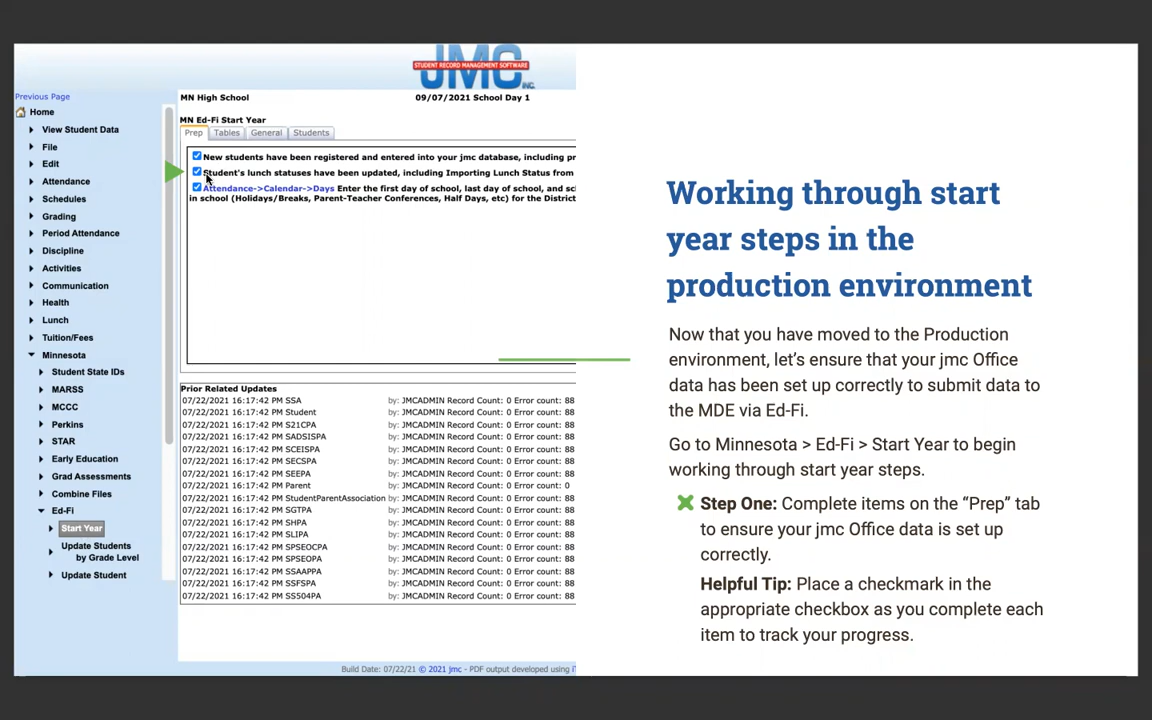 JMC INC.
STUDENT RECORD MANAGEMENT SOFTWARE
Previous Page
Home
View Student Data
File
Edit
Attendance
Schedules
Grading
Period Attendance
Discipline
Activities
Communication
Health
Lunch
Tuition/Fees
Minnesota
Student State IDs
MARSS
MCCC
Perkins
STAR
Early Education
Grad Assessments
Combine Files
Ed-Fi
Start Year
Update Students
by Grade Level
Update Student
MN High School 09/07/2021 School Day 1
MN Ed-Fi Start Year
Prep Tables General Students
New students have been registered and entered into your jmc database, including pr
Student's lunch statuses have been updated, including Importing Lunch Status from
Attendance->Calendar->Days Enter the first day of school, last day of school, and sc
in school (Holidays/Breaks, Parent-Teacher Conferences, Half Days, etc) for the District
Prior Related Updates
07/22/2021 16:17:42 PM SSA by: JMCADMIN Record Count: 0 Error count: 88
07/22/2021 16:17:42 PM Student by: JMCADMIN Record Count: 0 Error count: 88
07/22/2021 16:17:42 PM S21CPA by: JMCADMIN Record Count: 0 Error count: 88
07/22/2021 16:17:42 PM SADSISPA by: JMCADMIN Record Count: 0 Error count: 88
07/22/2021 16:17:42 PM SCEISPA by: JMCADMIN Record Count: 0 Error count: 88
07/22/2021 16:17:42 PM SECSPA by: JMCADMIN Record Count: 0 Error count: 88
07/22/2021 16:17:42 PM SEEPA by: JMCADMIN Record Count: 0 Error count: 88
07/22/2021 16:17:42 PM Parent by: JMCADMIN Record Count: 0 Error count: 0
07/22/2021 16:17:42 PM StudentParentAssociation by: JMCADMIN Record Count: 0 Error count: 88
07/22/2021 16:17:42 PM SGTPA by: JMCADMIN Record Count: 0 Error count: 88
07/22/2021 16:17:42 PM SHPA by: JMCADMIN Record Count: 0 Error count: 88
07/22/2021 16:17:42 PM SLIPA by: JMCADMIN Record Count: 0 Error count: 88
07/22/2021 16:17:42 PM SPSEOCPA by: JMCADMIN Record Count: 0 Error count: 88
07/22/2021 16:17:42 PM SPSEOPA by: JMCADMIN Record Count: 0 Error count: 88
07/22/2021 16:17:42 PM SSAAPPA by: JMCADMIN Record Count: 0 Error count: 88
07/22/2021 16:17:42 PM SSFSPA by: JMCADMIN Record Count: 0 Error count: 88
07/22/2021 16:17:42 PM SS504PA by: JMCADMIN Record Count: 0 Error count: 88
Build Date: 07/22/21 © 2021 jmc - PDF output developed using
Working through start
year steps in the
production environment
Now that you have moved to the Production
environment, let's ensure that your jmc Office
data has been set up correctly to submit data to
the MDE via Ed-Fi.
Go to Minnesota > Ed-Fi > Start Year to begin
working through start year steps.
Step One: Complete items on the “Prep” tab
to ensure your jmc Office data is set up
correctly.
Helpful Tip: Place a checkmark in the
appropriate checkbox as you complete each
item to track your progress.